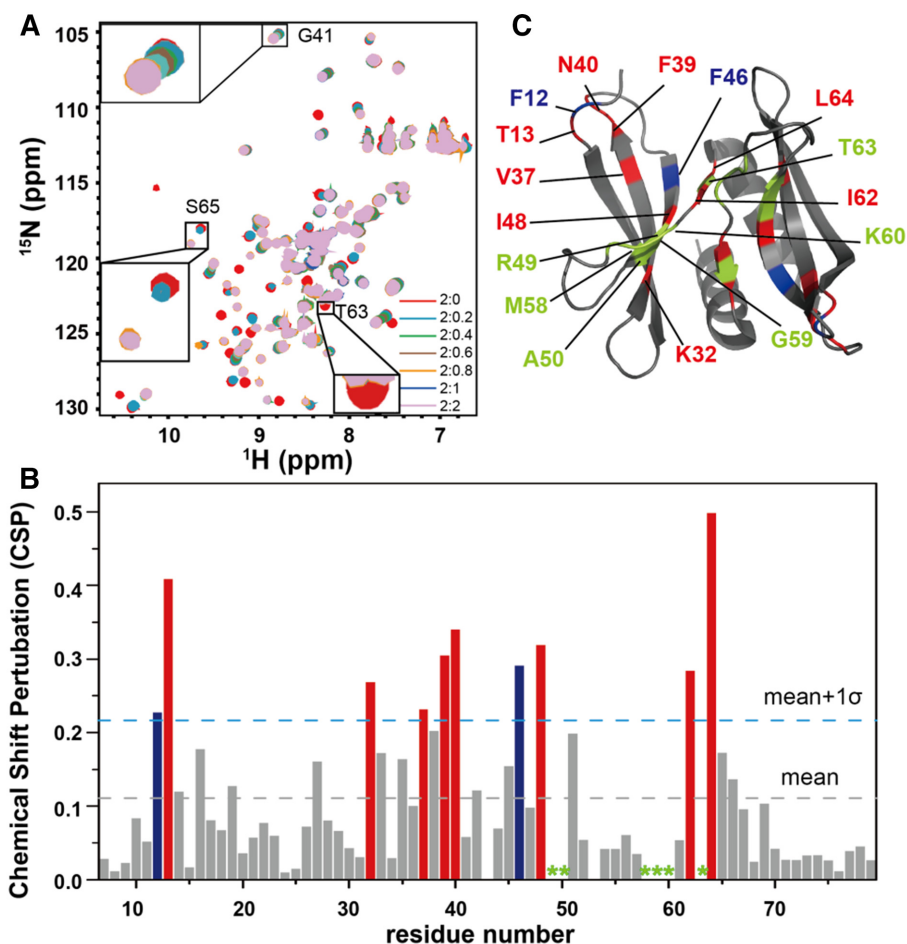 A
105
110
115
120
125
130
¹⁵N (ppm)
G41
S65
T63
2:0
2:0.2
2:0.4
2:0.6
2:0.8
2:1
2:2
10
9
8
7
¹H (ppm)
C
N40
F39
F46
F12
L64
T13
T63
V37
I62
I48
K60
R49
M58
G59
A50
K32
B
Chemical Shift Pertubation (CSP)
0.5
0.4
0.3
0.2
0.1
0.0
mean+1σ
mean
** *** *
10 20 30 40 50 60 70
residue number